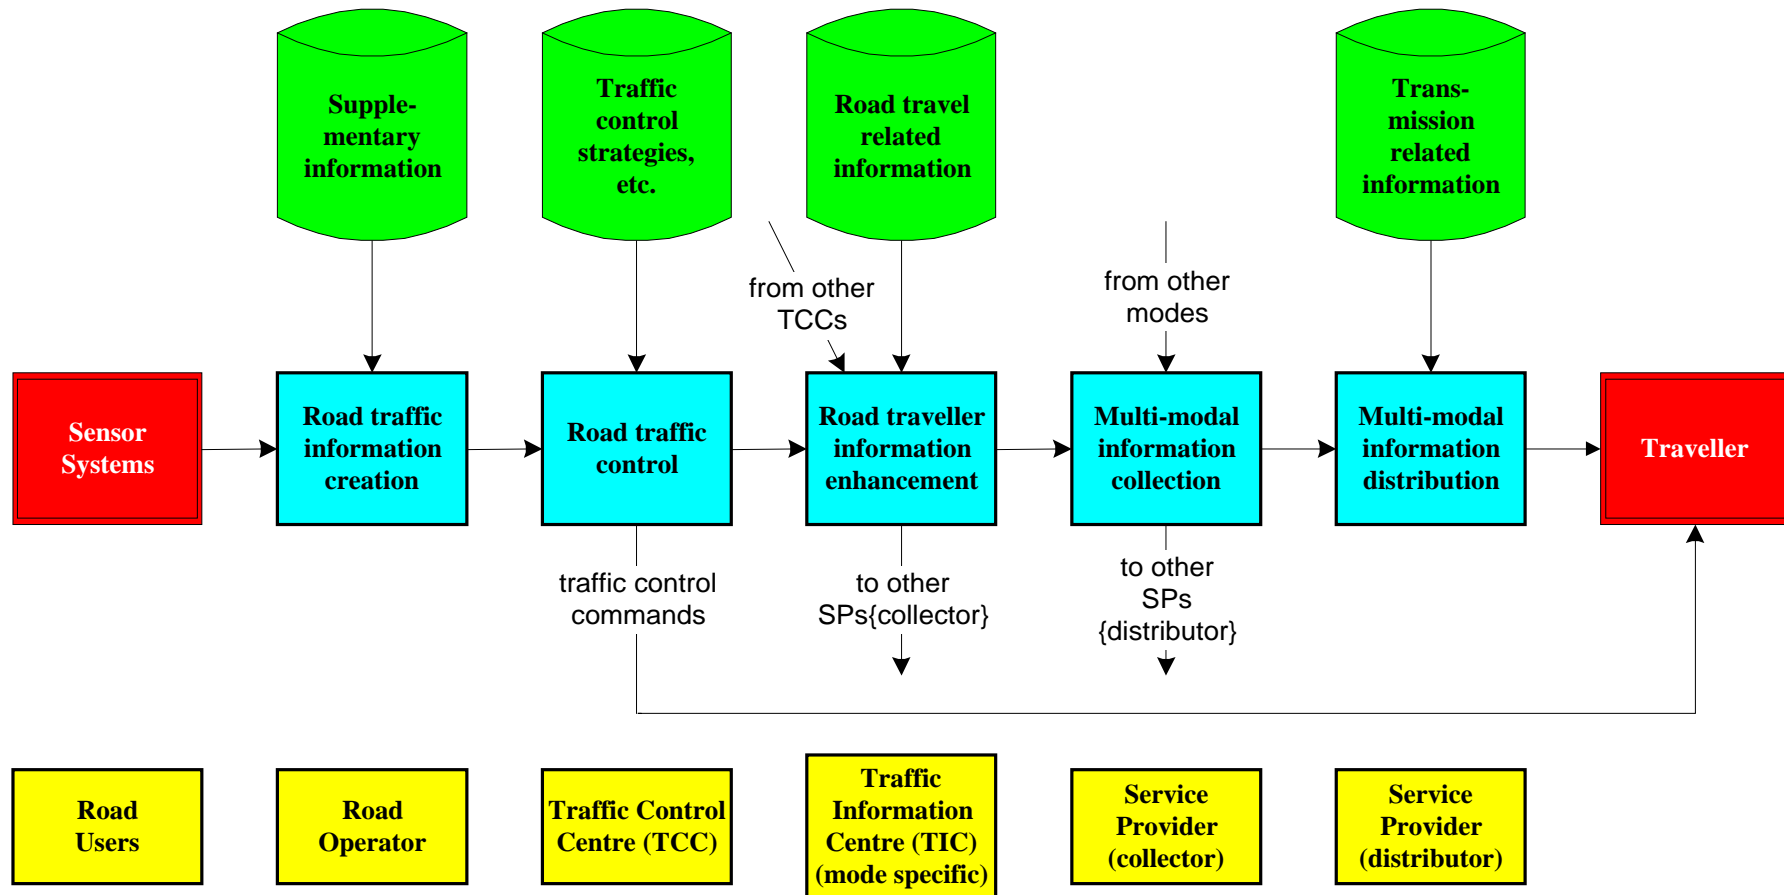 Supple-
mentary
information
Traffic
control
strategies,
etc.
Road travel
related
information
Trans-
mission
related
information
from other
TCCs
from other
modes
Sensor
Systems
Road traffic
information
creation
Road traffic
control
Road traveller
information
enhancement
Multi-modal
information
collection
Multi-modal
information
distribution
Traveller
traffic control
commands
to other
SPs{collector}
to other
SPs
{distributor}
Road
Users
Road
Operator
Traffic Control
Centre (TCC)
Traffic
Information
Centre (TIC)
(mode specific)
Service
Provider
(collector)
Service
Provider
(distributor)